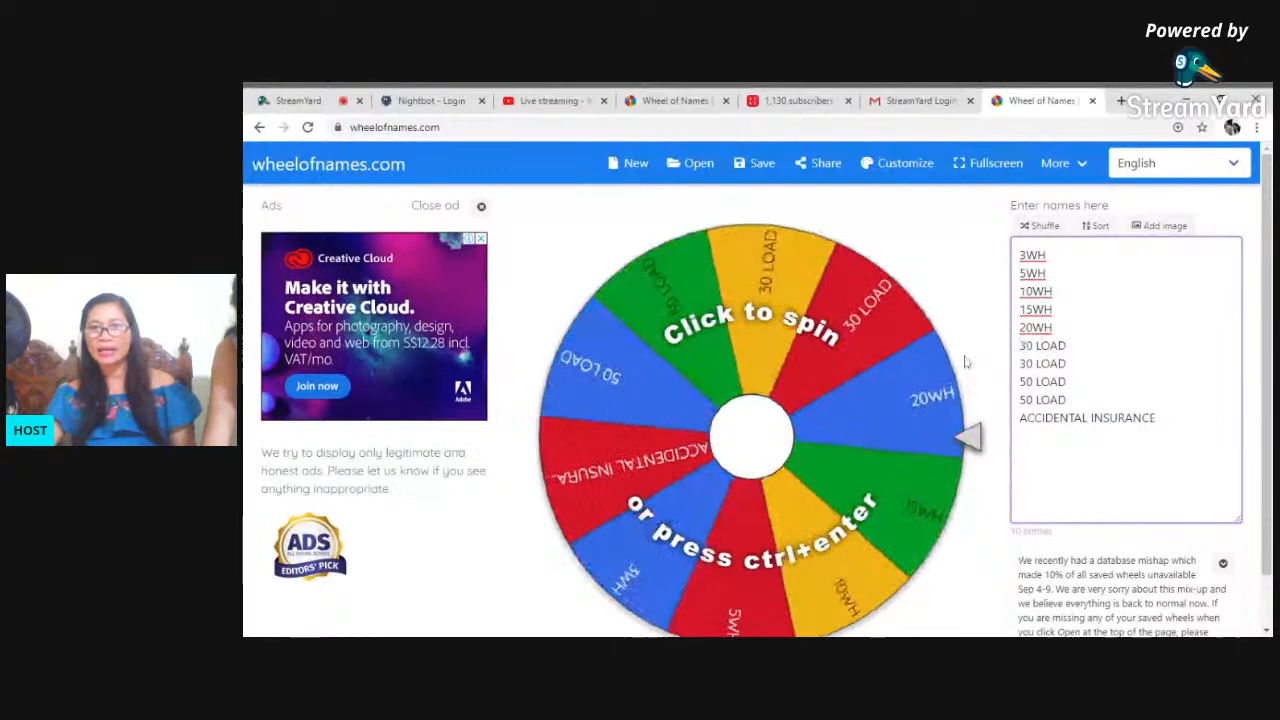 Powered by
StreamYard
StreamYard
Nightbot - Login
Live streaming -
Wheel of Names
1,130 subscribers
StreamYard Login
Wheel of Names
wheelofnames.com
wheelofnames.com
New
Open
Save
Share
Customize
Fullscreen
More
English
Ads
Close ad
Creative Cloud
Make it with
Creative Cloud.
Apps for photography, design,
video and web from S$12.28 incl.
VAT/mo.
Join now
Adobe
We try to display only legitimate and
honest ads. Please let us know if you see
anything inappropriate.
ADS
EDITORS' PICK
HOST
50 LOAD
30 LOAD
30 LOAD
20WH
15WH
10WH
5WH
3WH
ACCIDENTAL INSURA...
50 LOAD
Click to spin
or press ctrl+enter
Enter names here
Shuffle
Sort
Add image
3WH
5WH
10WH
15WH
20WH
30 LOAD
30 LOAD
50 LOAD
50 LOAD
ACCIDENTAL INSURANCE
10 entries
We recently had a database mishap which
made 10% of all saved wheels unavailable
Sep 4-9. We are very sorry about this mix-up and
we believe everything is back to normal now. If
you are missing any of your saved wheels when
you click Open at the top of the page, please